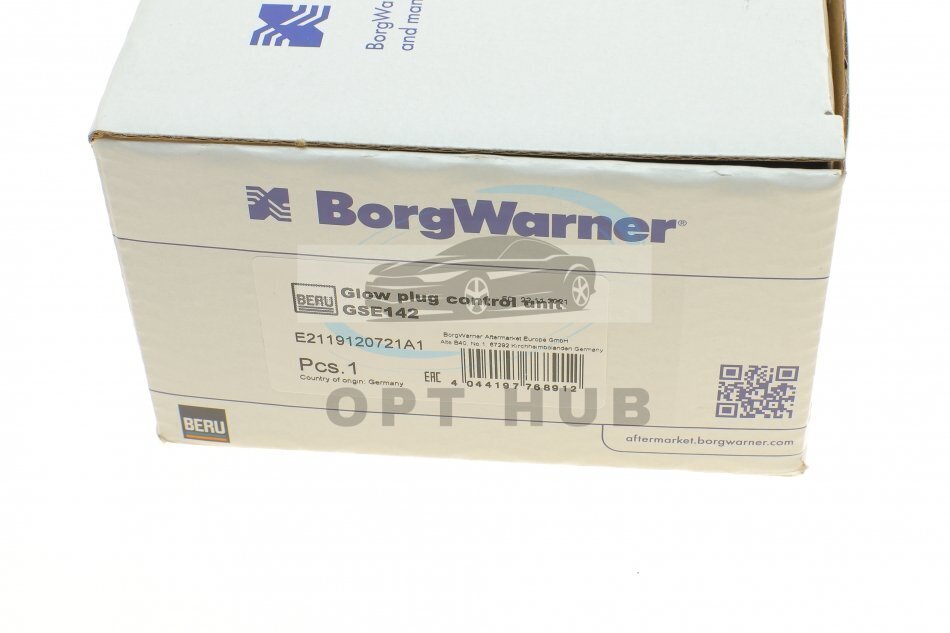 BorgWa
and man
BorgWarner®
BERU
Glow plug control unit
GSE142
E2119120721A1
BorgWarner Aftermarket Europe GmbH
Pcs.1
Country of origin: Germany
EAC
4 044197 768912
OPT HUB
BERU
aftermarket.borgwarner.com